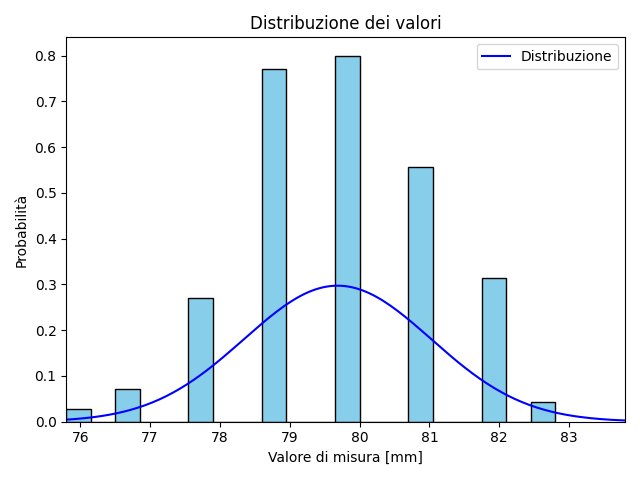 Distribuzione dei valori
Distribuzione
Probabilità
0.8
0.7
0.6
0.5
0.4
0.3
0.2
0.1
0.0
76 77 78 79 80 81 82 83
Valore di misura [mm]